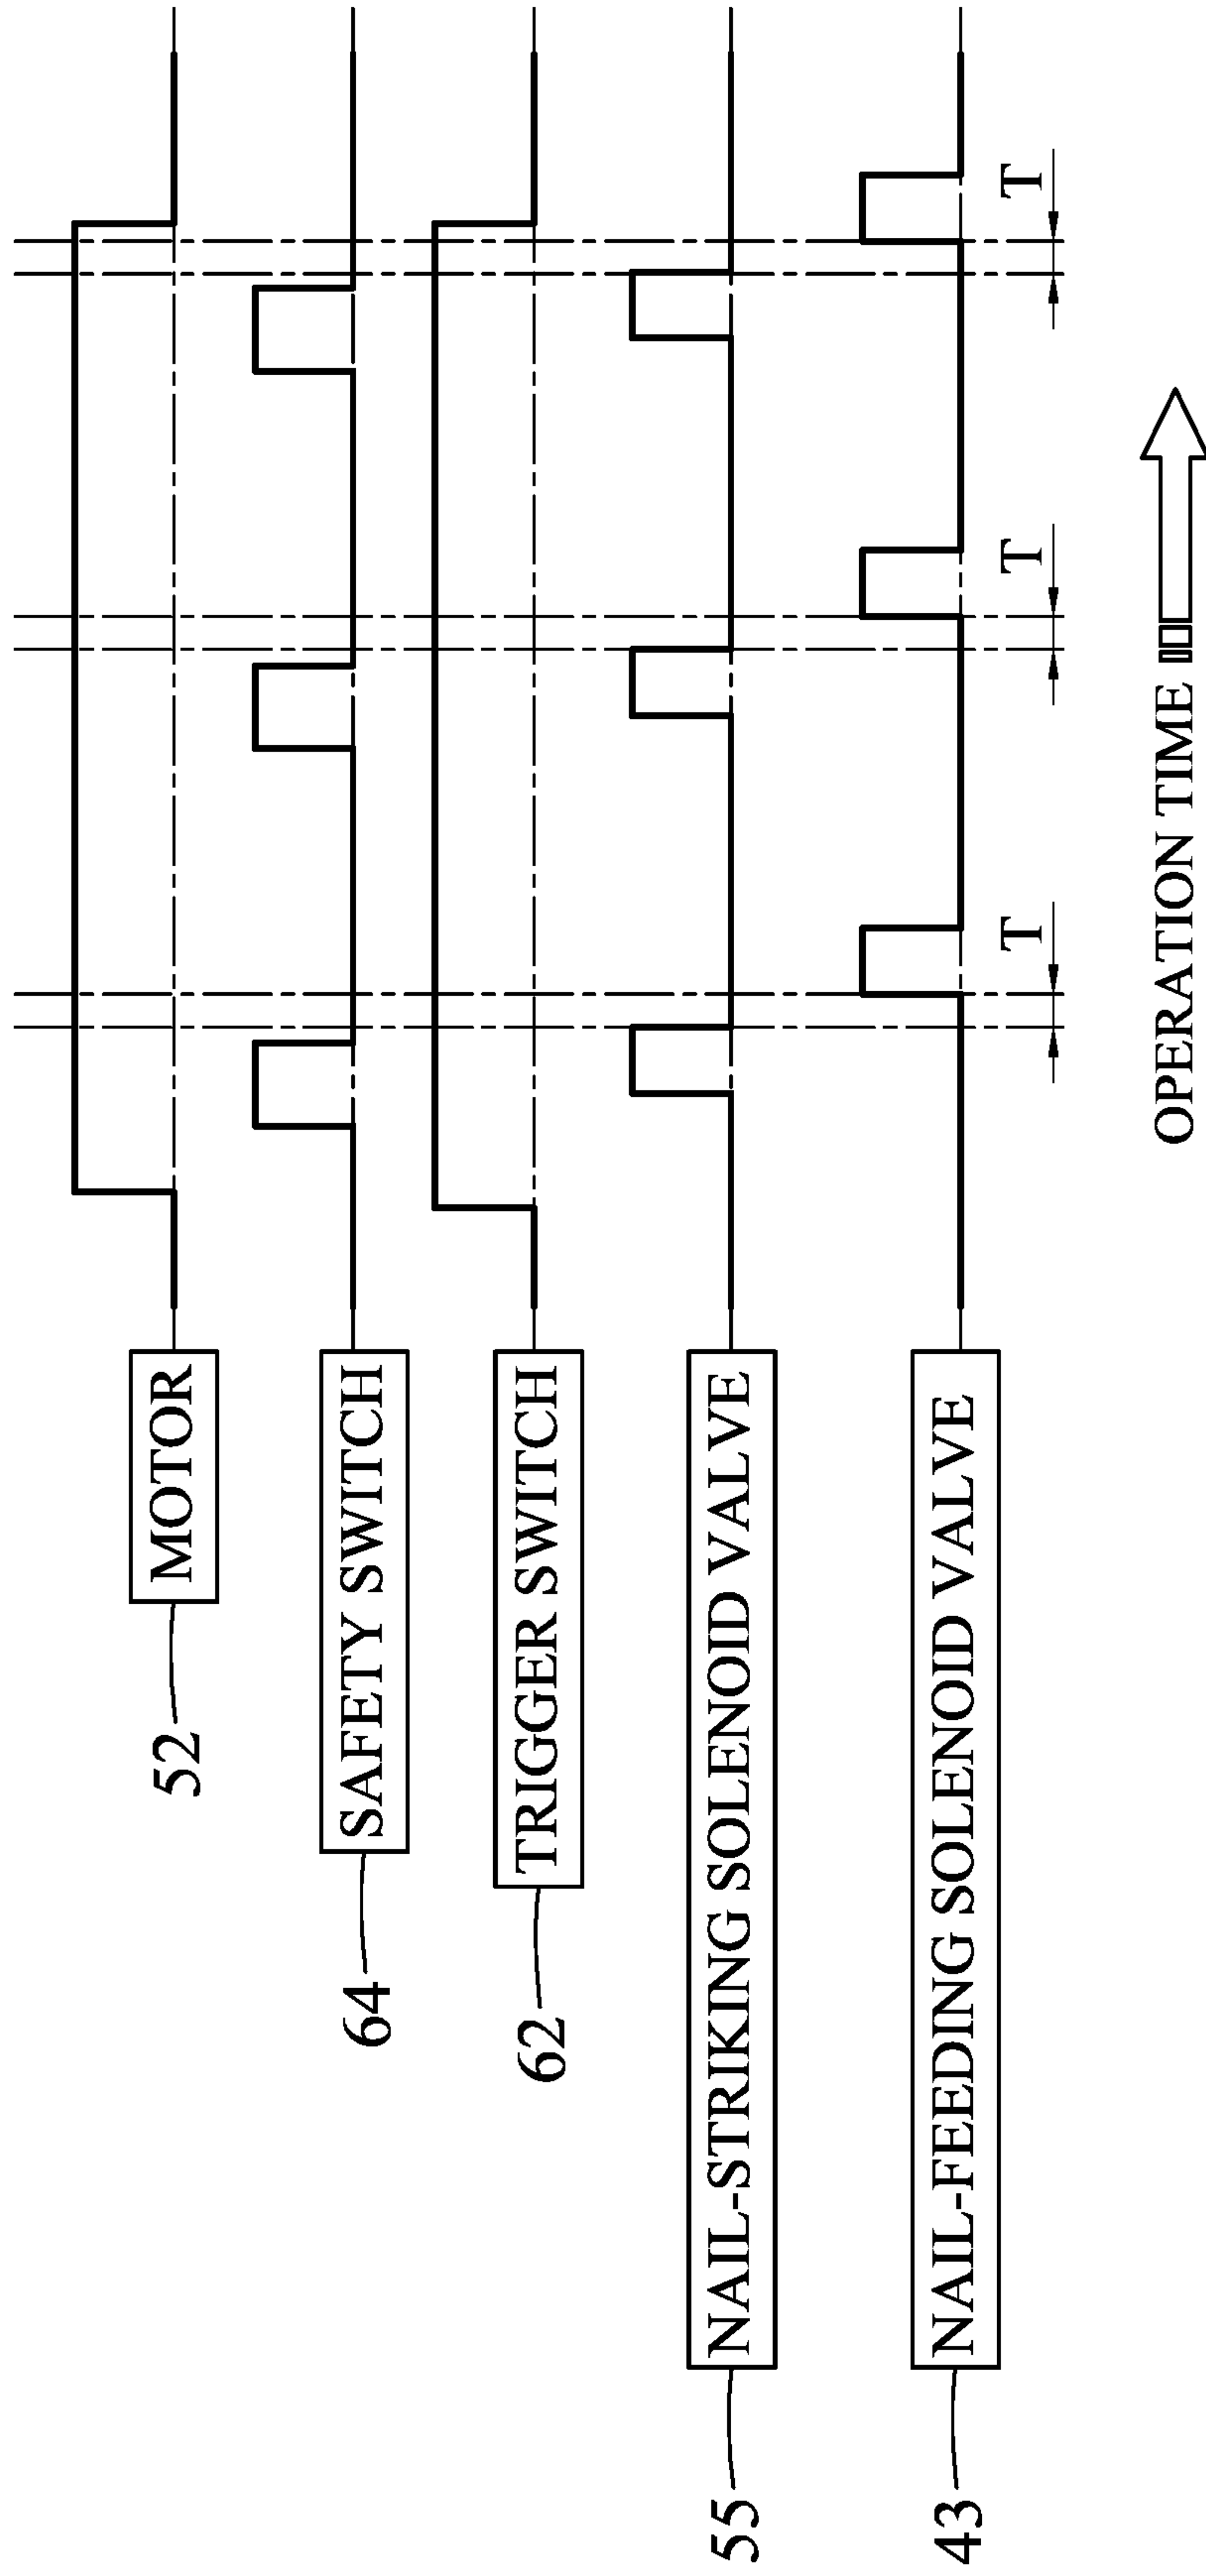 52
MOTOR
64
SAFETY SWITCH
62
TRIGGER SWITCH
55
NAIL-STRIKING SOLENOID VALVE
43
NAIL-FEEDING SOLENOID VALVE
T
T
T
OPERATION TIME